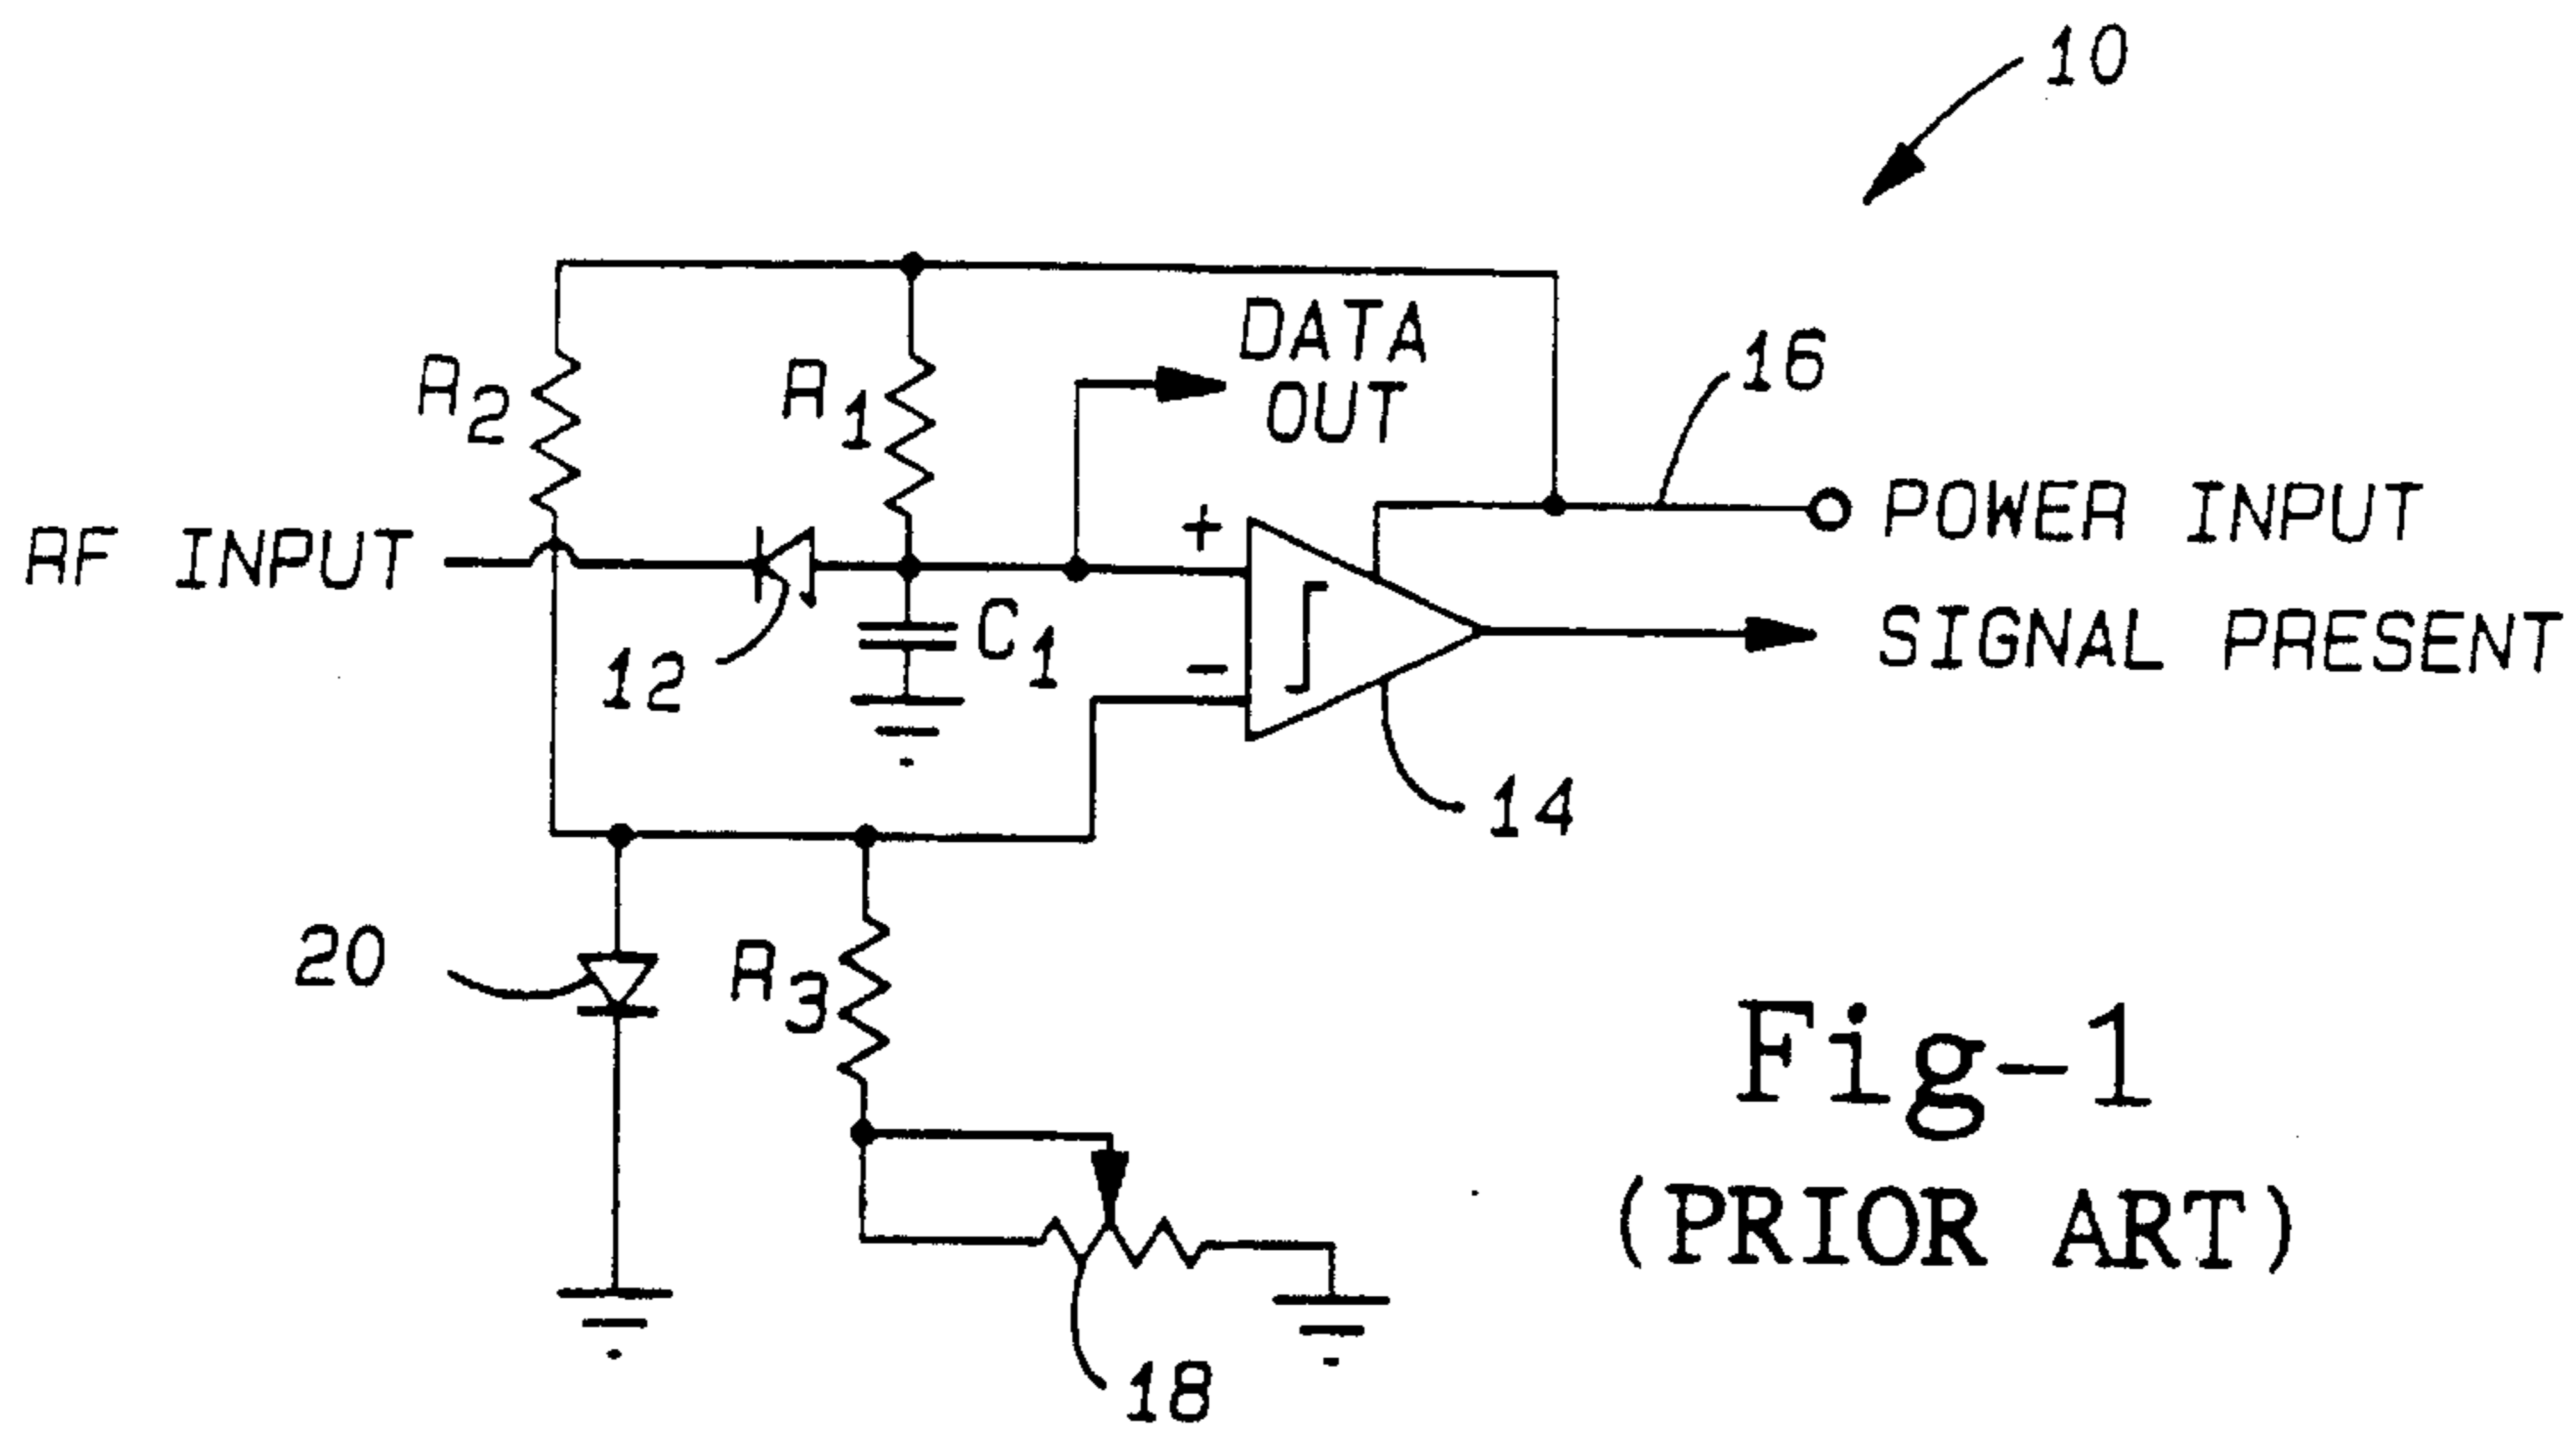 10
DATA
OUT
R2
R1
16
RF INPUT
+
POWER INPUT
12
C1
-
SIGNAL PRESENT
14
20
R3
Fig-1
(PRIOR ART)
18